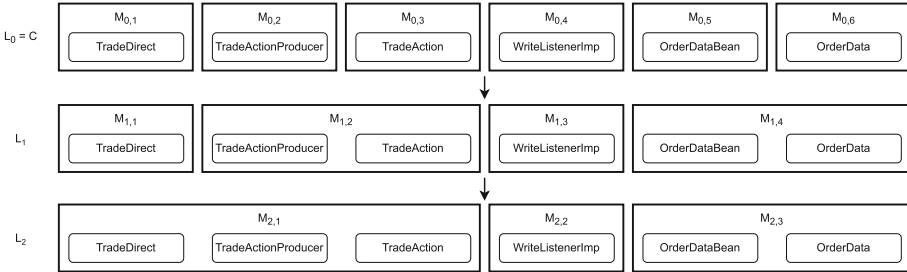 M0,1 M0,2 M0,3 M0,4 M0,5 M0,6
L0 = C TradeDirect TradeActionProducer TradeAction WriteListenerImp OrderDataBean OrderData
M1,1 M1,2 M1,3 M1,4
L1 TradeDirect TradeActionProducer TradeAction WriteListenerImp OrderDataBean OrderData
M2,1 M2,2 M2,3
L2 TradeDirect TradeActionProducer TradeAction WriteListenerImp OrderDataBean OrderData